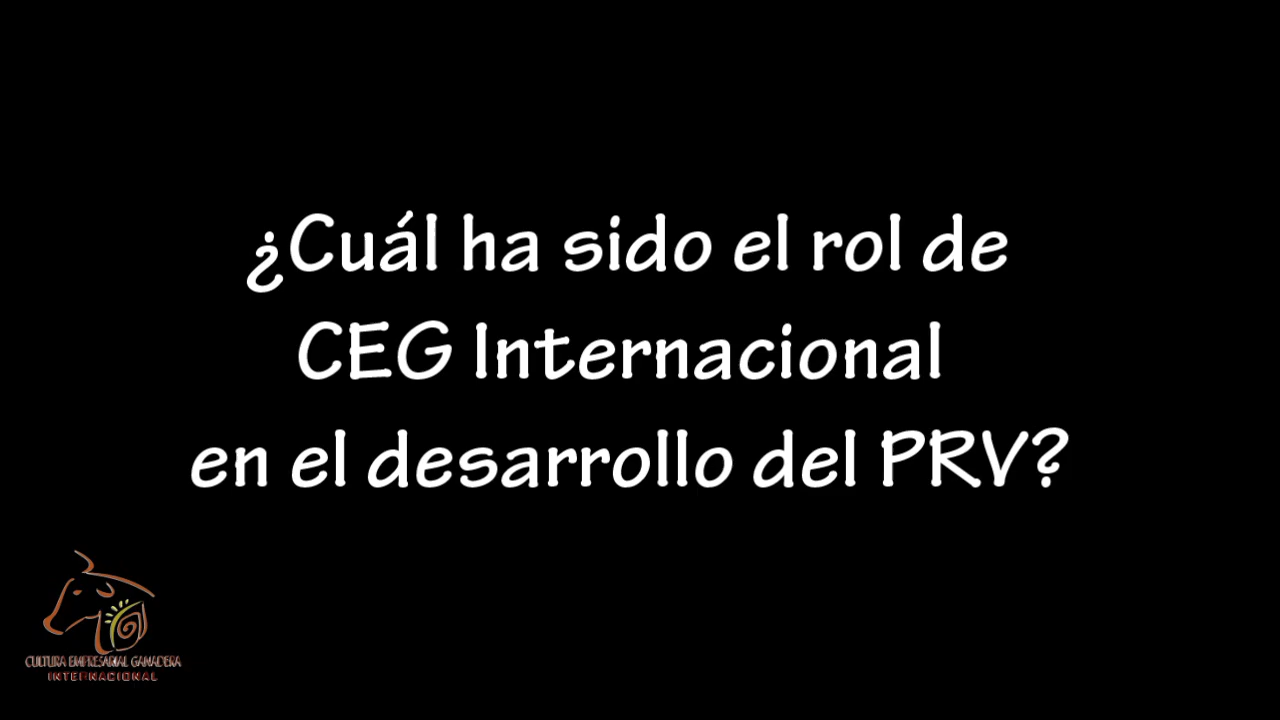 ¿Cuál ha sido el rol de
CEG Internacional
en el desarrollo del PRV?
CULTURA EMPRESARIAL GANADERA
INTERNACIONAL